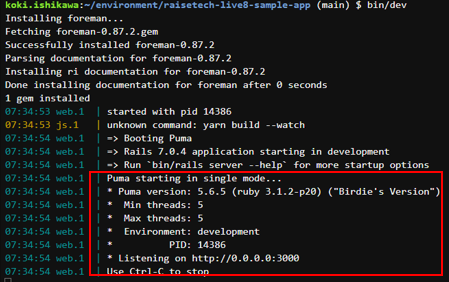 koki.ishikawa:~/environment/raisetech-live8-sample-app (main) $ bin/dev
Installing foreman...
Fetching foreman-0.87.2.gem
Successfully installed foreman-0.87.2
Parsing documentation for foreman-0.87.2
Installing ri documentation for foreman-0.87.2
Done installing documentation for foreman after 0 seconds
1 gem installed
07:34:53 web.1  | started with pid 14386
07:34:53 js.1   | unknown command: yarn build --watch
07:34:54 web.1  | => Booting Puma
07:34:54 web.1  | => Rails 7.0.4 application starting in development
07:34:54 web.1  | => Run `bin/rails server --help` for more startup options
07:34:54 web.1  | Puma starting in single mode...
07:34:54 web.1  | * Puma version: 5.6.5 (ruby 3.1.2-p20) ("Birdie's Version")
07:34:54 web.1  | *  Min threads: 5
07:34:54 web.1  | *  Max threads: 5
07:34:54 web.1  | *  Environment: development
07:34:54 web.1  | *          PID: 14386
07:34:54 web.1  | * Listening on http://0.0.0.0:3000
07:34:54 web.1  | Use Ctrl-C to stop